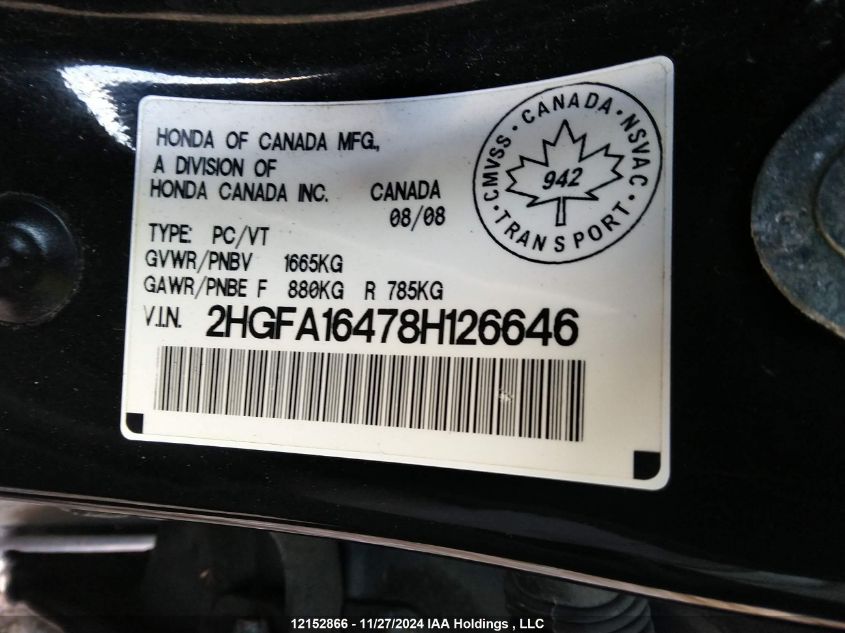 HONDA OF CANADA MFG.,
A DIVISION OF
HONDA CANADA INC. CANADA
08/08
TYPE: PC/VT
GVWR/PNBV 1665KG
GAWR/PNBE F 880KG R 785KG
V.I.N. 2HGFA16478H126646
CMVSS · CANADA · NSVAC
· TRANSPORT ·
942
12152866 - 11/27/2024 IAA Holdings , LLC